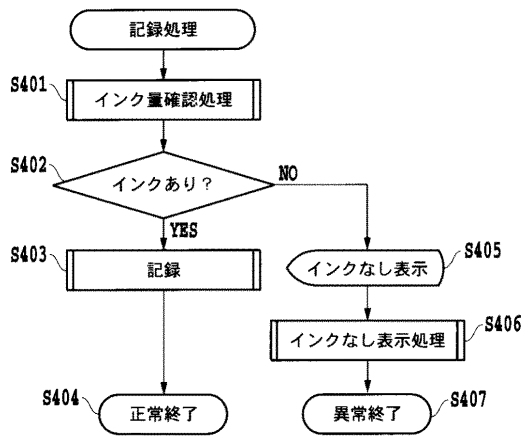 記録処理
S401
インク量確認処理
S402
インクあり？
NO
YES
S403
記録
インクなし表示
S405
インクなし表示処理
S406
S404
正常終了
異常終了
S407